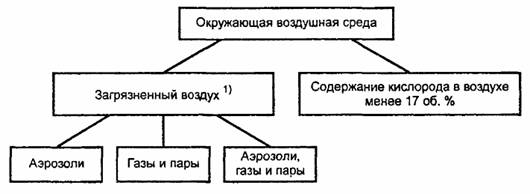 Окружающая воздушная среда
Загрязненный воздух 1)
Содержание кислорода в воздухе
менее 17 об. %
Аэрозоли
Газы и пары
Аэрозоли,
газы и пары